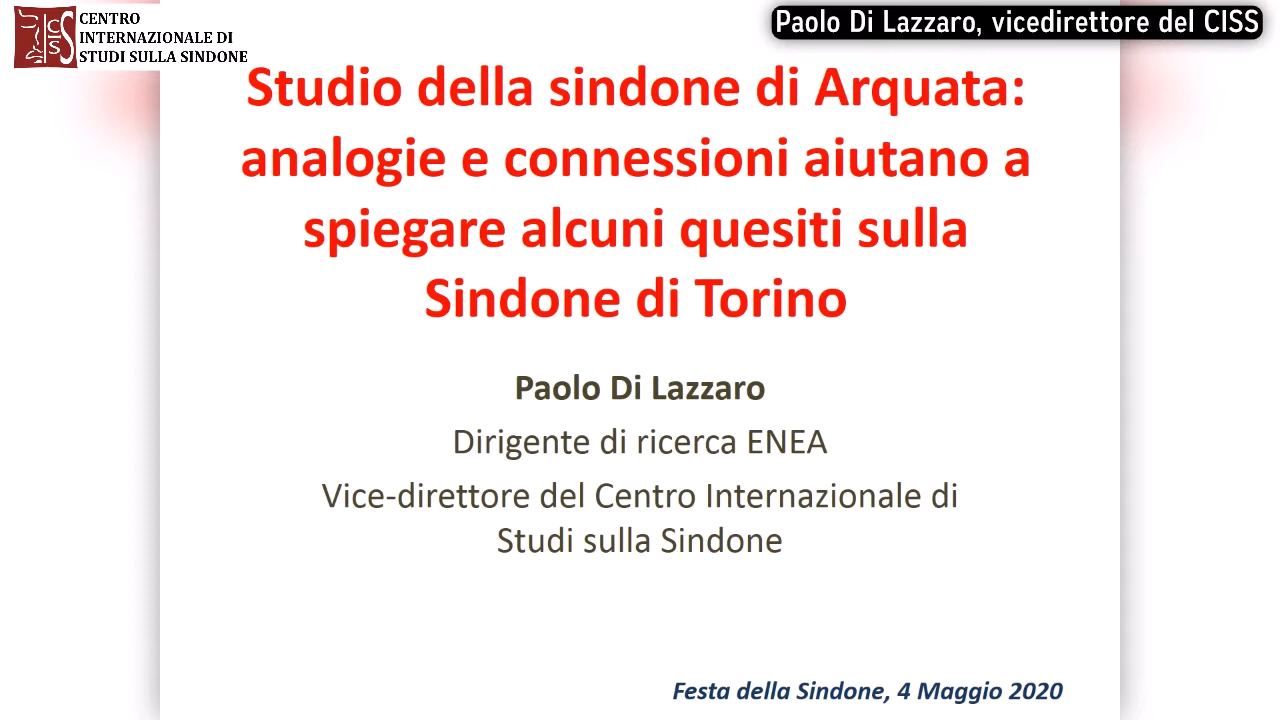 CENTRO
INTERNAZIONALE DI
STUDI SULLA SINDONE
Paolo Di Lazzaro, vicedirettore del CISS
Studio della sindone di Arquata:
analogie e connessioni aiutano a
spiegare alcuni quesiti sulla
Sindone di Torino
Paolo Di Lazzaro
Dirigente di ricerca ENEA
Vice-direttore del Centro Internazionale di
Studi sulla Sindone
Festa della Sindone, 4 Maggio 2020